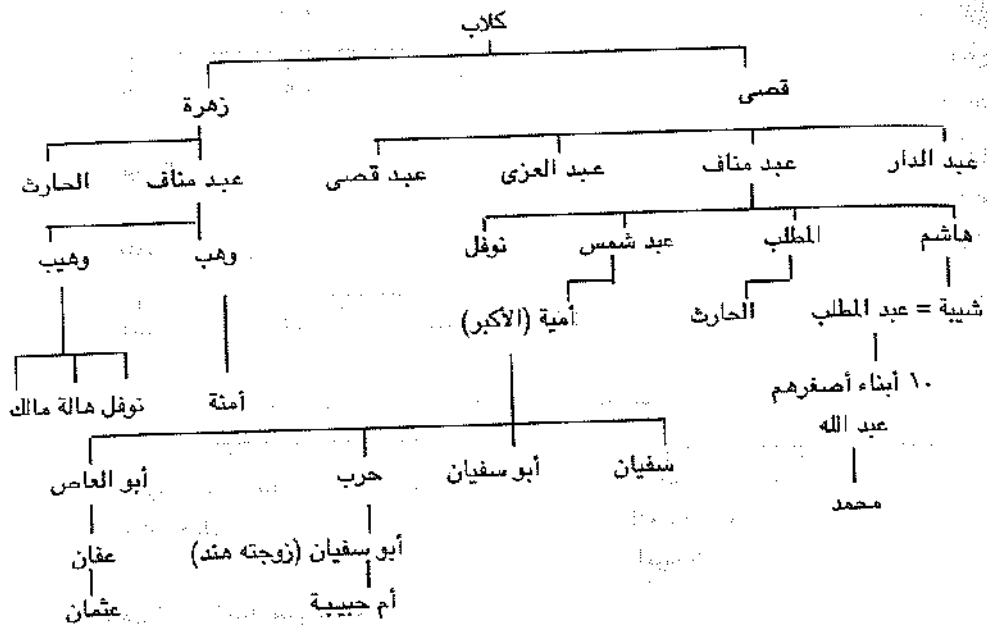 كلاب
قصى
زهرة
عبد الدار
عبد مناف
عبد العزى
عبد قصى
عبد مناف
الحارث
هاشم
المطلب
عبد شمس
نوفل
وهب
وهيب
شيبة = عبد المطلب
الحارث
أمية (الأكبر)
١٠ أبناء أصغرهم
عبد الله
أمنة
نوفل هالة مالك
محمد
سفيان
أبو سفيان
حرب
أبو العاص
أبو سفيان (زوجته هند)
عفان
أم حبيبة
عثمان